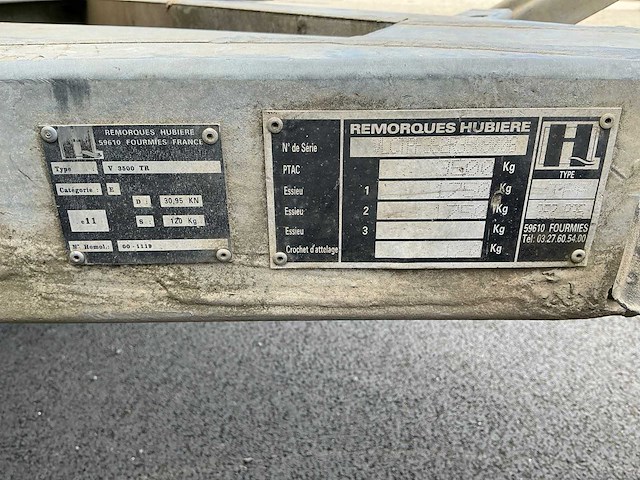 REMORQUES HUBIERE
59610 FOURMIES FRANCE
Type : V 3500 TR
Catégorie : E
e11
D : 30,95 KN
S : 120 Kg
N° Homol.: 00-1119
REMORQUES HUBIERE
N° de Série
PTAC Kg
Essieu 1 Kg
Essieu 2 Kg
Essieu 3 Kg
Crochet d'attelage Kg
H
TYPE
59610 FOURMIES
Tél: 03.27.60.54.00